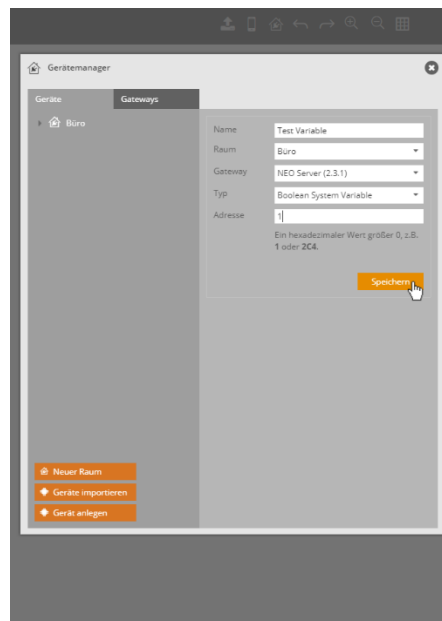 Gerätemanager
Geräte Gateways
Büro
Name Test Variable
Raum Büro
Gateway NEO Server (2.3.1)
Typ Boolean System Variable
Adresse 1
Ein hexadezimaler Wert größer 0, z.B.
1 oder 2C4.
Speichern
Neuer Raum
Geräte importieren
Gerät anlegen